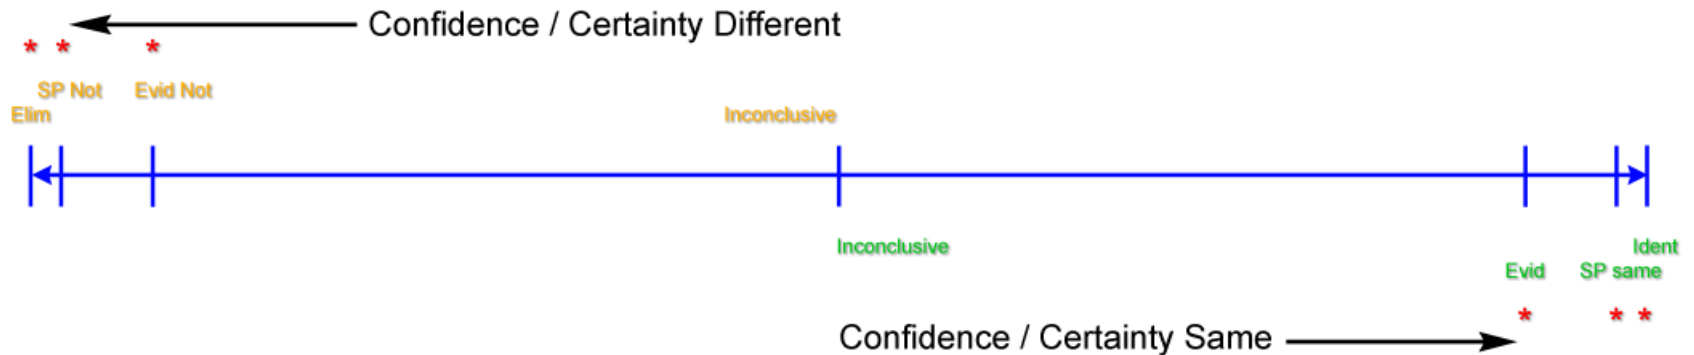 Confidence / Certainty Different
* * *
SP Not Evid Not
Elim Inconclusive
Inconclusive Ident
Evid SP same
* * *
Confidence / Certainty Same